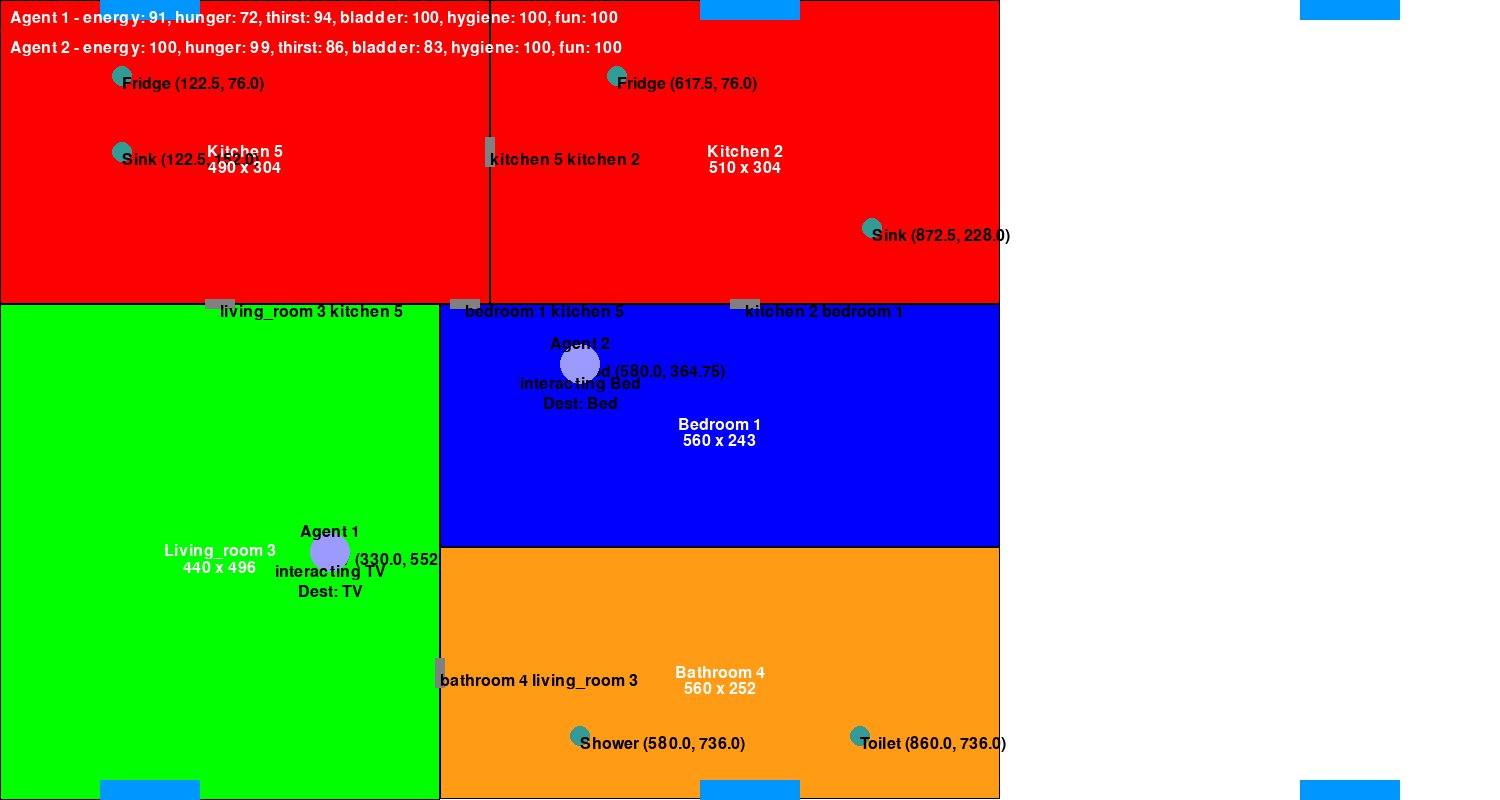 Agent 1 - energy: 91, hunger: 72, thirst: 94, bladder: 100, hygiene: 100, fun: 100
Agent 2 - energy: 100, hunger: 99, thirst: 86, bladder: 83, hygiene: 100, fun: 100
Fridge (122.5, 76.0)
Fridge (617.5, 76.0)
Sink (122.5, 152.0)
Kitchen 5
490 x 304
kitchen 5 kitchen 2
Kitchen 2
510 x 304
Sink (872.5, 228.0)
living_room 3 kitchen 5
bedroom 1 kitchen 5
kitchen 2 bedroom 1
Agent 2
(580.0, 364.75)
interacting Bed
Dest: Bed
Bedroom 1
560 x 243
Agent 1
Living_room 3
440 x 496
(330.0, 552
interacting TV
Dest: TV
bathroom 4 living_room 3
Bathroom 4
560 x 252
Shower (580.0, 736.0)
Toilet (860.0, 736.0)